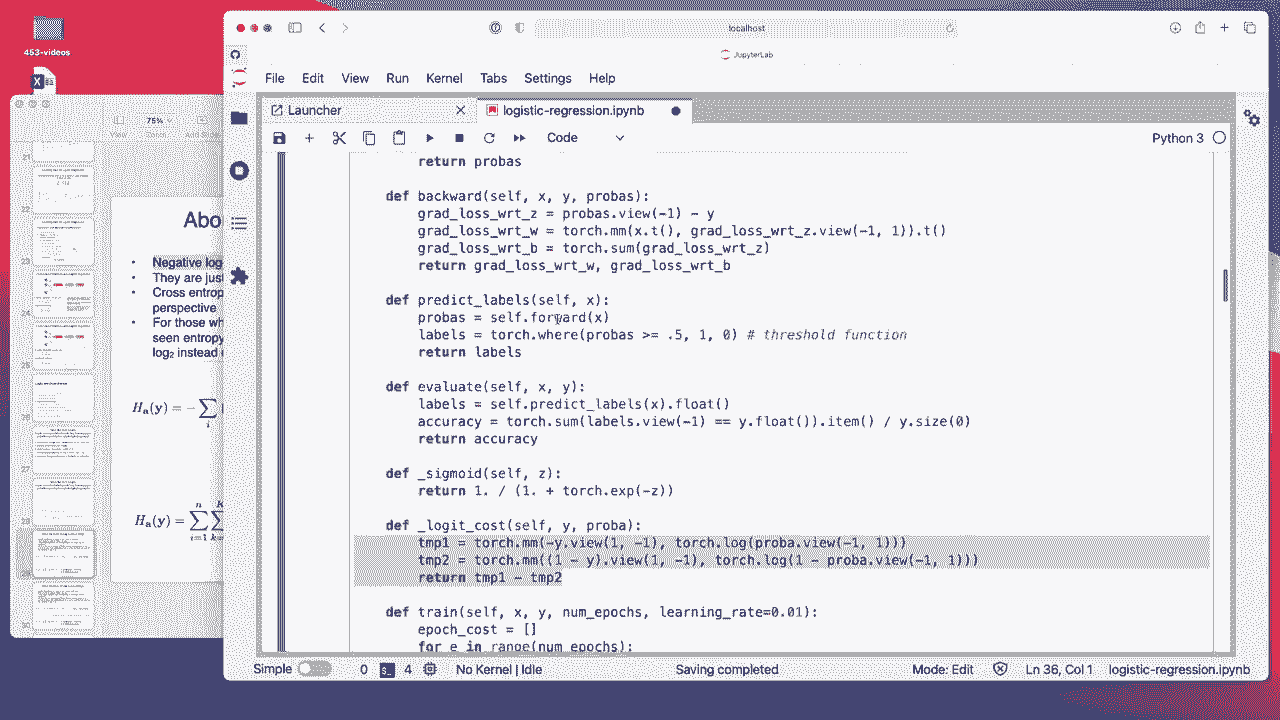 453-videos
localhost
JupyterLab
File Edit View Run Kernel Tabs Settings Help
Launcher
logistic-regression.ipynb
Code
Python 3
75%
View
Abo
• Negative log
• They are just
• Cross entrop
perspective
• For those wh
seen entropy
log₂ instead
Hₐ(y) = − ∑
i
Hₐ(y) = ∑ ∑
i=1 k=
return probas
def backward(self, x, y, probas):
grad_loss_wrt_z = probas.view(-1) - y
grad_loss_wrt_w = torch.mm(x.t(), grad_loss_wrt_z.view(-1, 1)).t()
grad_loss_wrt_b = torch.sum(grad_loss_wrt_z)
return grad_loss_wrt_w, grad_loss_wrt_b
def predict_labels(self, x):
probas = self.forward(x)
labels = torch.where(probas >= .5, 1, 0) # threshold function
return labels
def evaluate(self, x, y):
labels = self.predict_labels(x).float()
accuracy = torch.sum(labels.view(-1) == y.float()).item() / y.size(0)
return accuracy
def _sigmoid(self, z):
return 1. / (1. + torch.exp(-z))
def _logit_cost(self, y, proba):
tmp1 = torch.mm(-y.view(1, -1), torch.log(proba.view(-1, 1)))
tmp2 = torch.mm((1 - y).view(1, -1), torch.log(1 - proba.view(-1, 1)))
return tmp1 - tmp2
def train(self, x, y, num_epochs, learning_rate=0.01):
epoch_cost = []
for e in range(num_epochs):
Simple 0 4 No Kernel | Idle Saving completed Mode: Edit Ln 36, Col 1 logistic-regression.ipynb